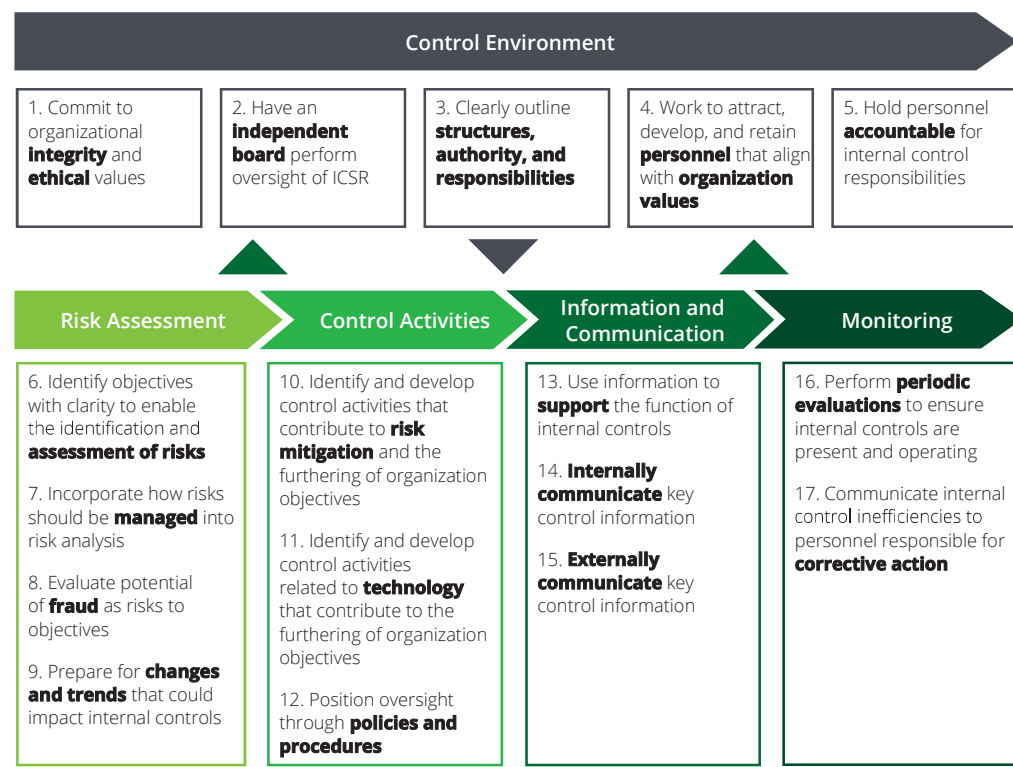 Control Environment
1. Commit to
organizational
integrity and
ethical values
2. Have an
independent
board perform
oversight of ICSR
3. Clearly outline
structures,
authority, and
responsibilities
4. Work to attract,
develop, and retain
personnel that align
with organization
values
5. Hold personnel
accountable for
internal control
responsibilities
Risk Assessment
Control Activities
Information and
Communication
Monitoring
6. Identify objectives
with clarity to enable
the identification and
assessment of risks
7. Incorporate how risks
should be managed into
risk analysis
8. Evaluate potential
of fraud as risks to
objectives
9. Prepare for changes
and trends that could
impact internal controls
10. Identify and develop
control activities that
contribute to risk
mitigation and the
furthering of organization
objectives
11. Identify and develop
control activities
related to technology
that contribute to the
furthering of organization
objectives
12. Position oversight
through policies and
procedures
13. Use information to
support the function of
internal controls
14. Internally
communicate key
control information
15. Externally
communicate key
control information
16. Perform periodic
evaluations to ensure
internal controls are
present and operating
17. Communicate internal
control inefficiencies to
personnel responsible for
corrective action